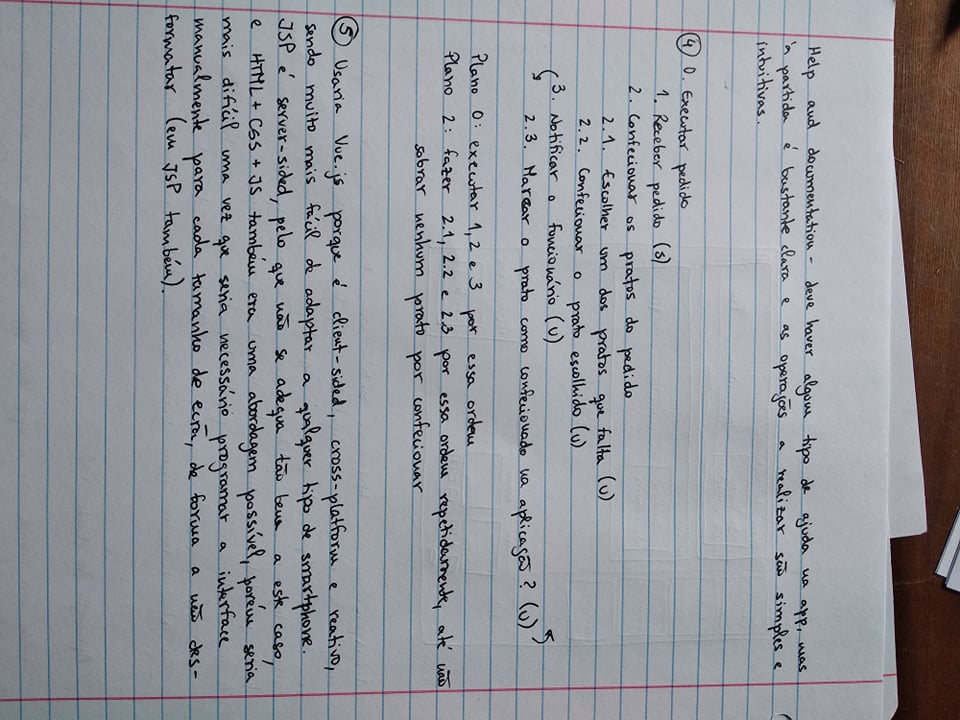 Help and documentation - deve haver algum tipo de ajuda na app, mas
à partida é bastante clara e as operações a realizar são simples e
intuitivas.
④ 0. Executar pedido
1. Receber pedido (S)
2. Confecionar os pratos do pedido
2.1. Escolher um dos pratos que falta (U)
2.2. Confecionar o prato escolhido (U)
3. Notificar o funcionário (U)
2.3. Marcar o prato como confecionado na aplicação? (U)
Plano 0: executar 1, 2 e 3 por essa ordem
Plano 2: fazer 2.1, 2.2 e 2.3 por essa ordem repetidamente, até não
sobrar nenhum prato por confecionar
⑤ Usaria Vue.js porque é client-sided, cross-platform e reativo,
sendo muito mais fácil de adaptar a qualquer tipo de smartphone.
JSP é server-sided, pelo que não se adequa tão bem a este caso,
e HTML + CSS + JS também era uma abordagem possível, porém seria
mais difícil uma vez que seria necessário programar a interface
manualmente para cada tamanho de ecrã, de forma a não des-
formatar (em JSP também).